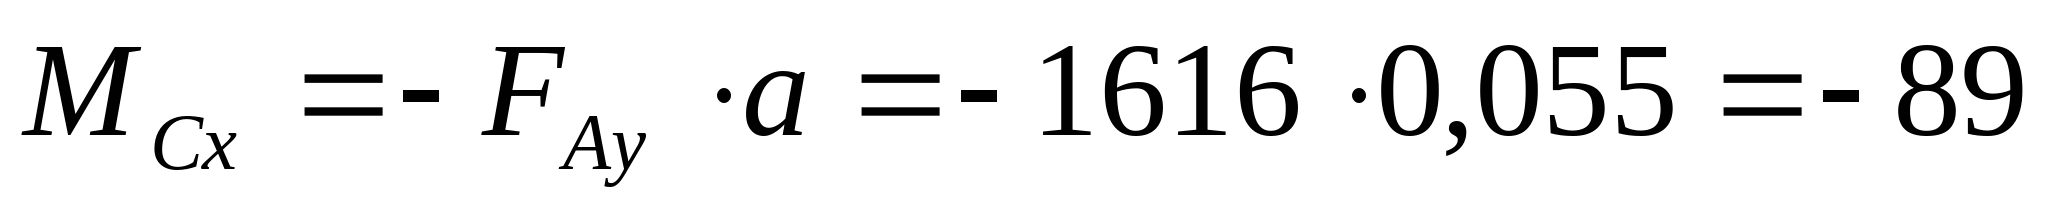 M_Cx = - F_Ay · a = - 1616 · 0,055 = - 89